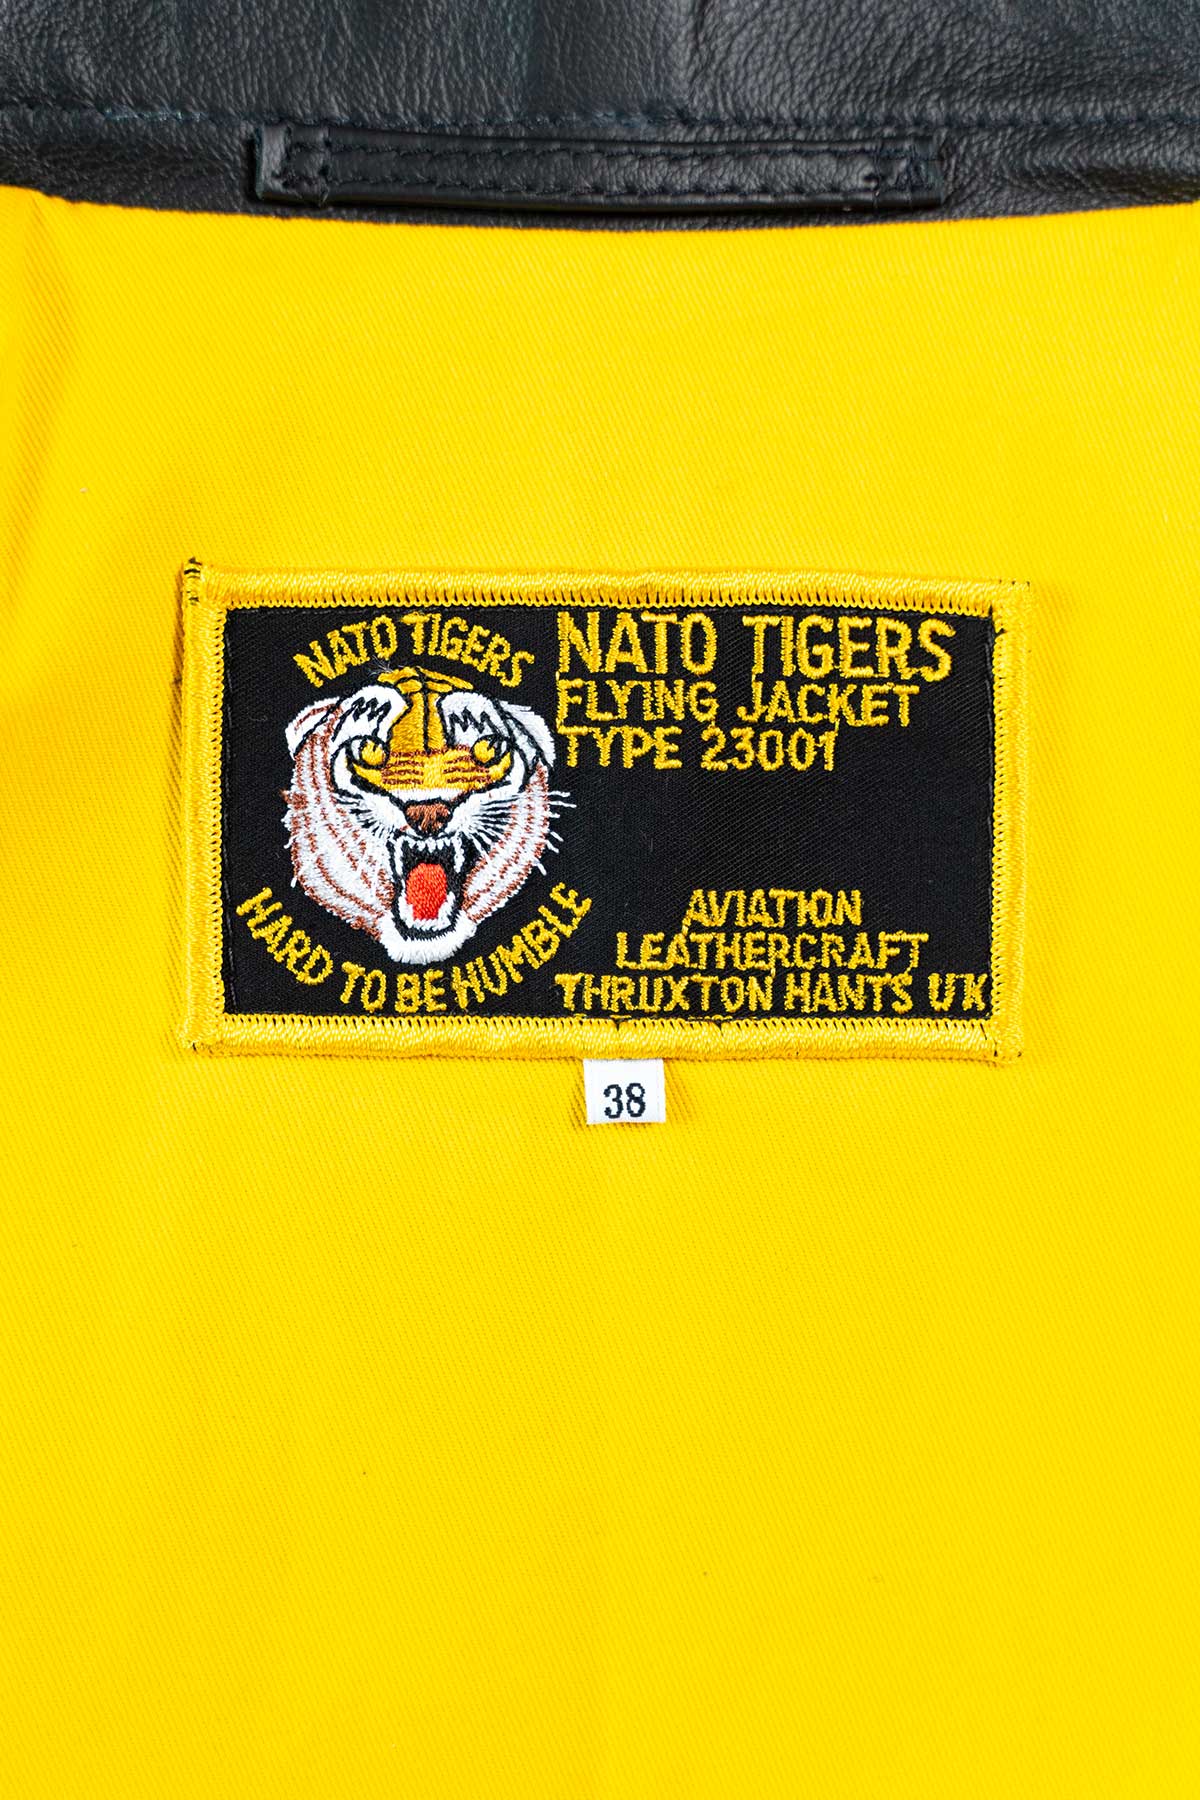 NATO TIGERS
HARD TO BE HUMBLE
NATO TIGERS
FLYING JACKET
TYPE 23001
AVIATION
LEATHERCRAFT
THRUXTON HANTS UK
38